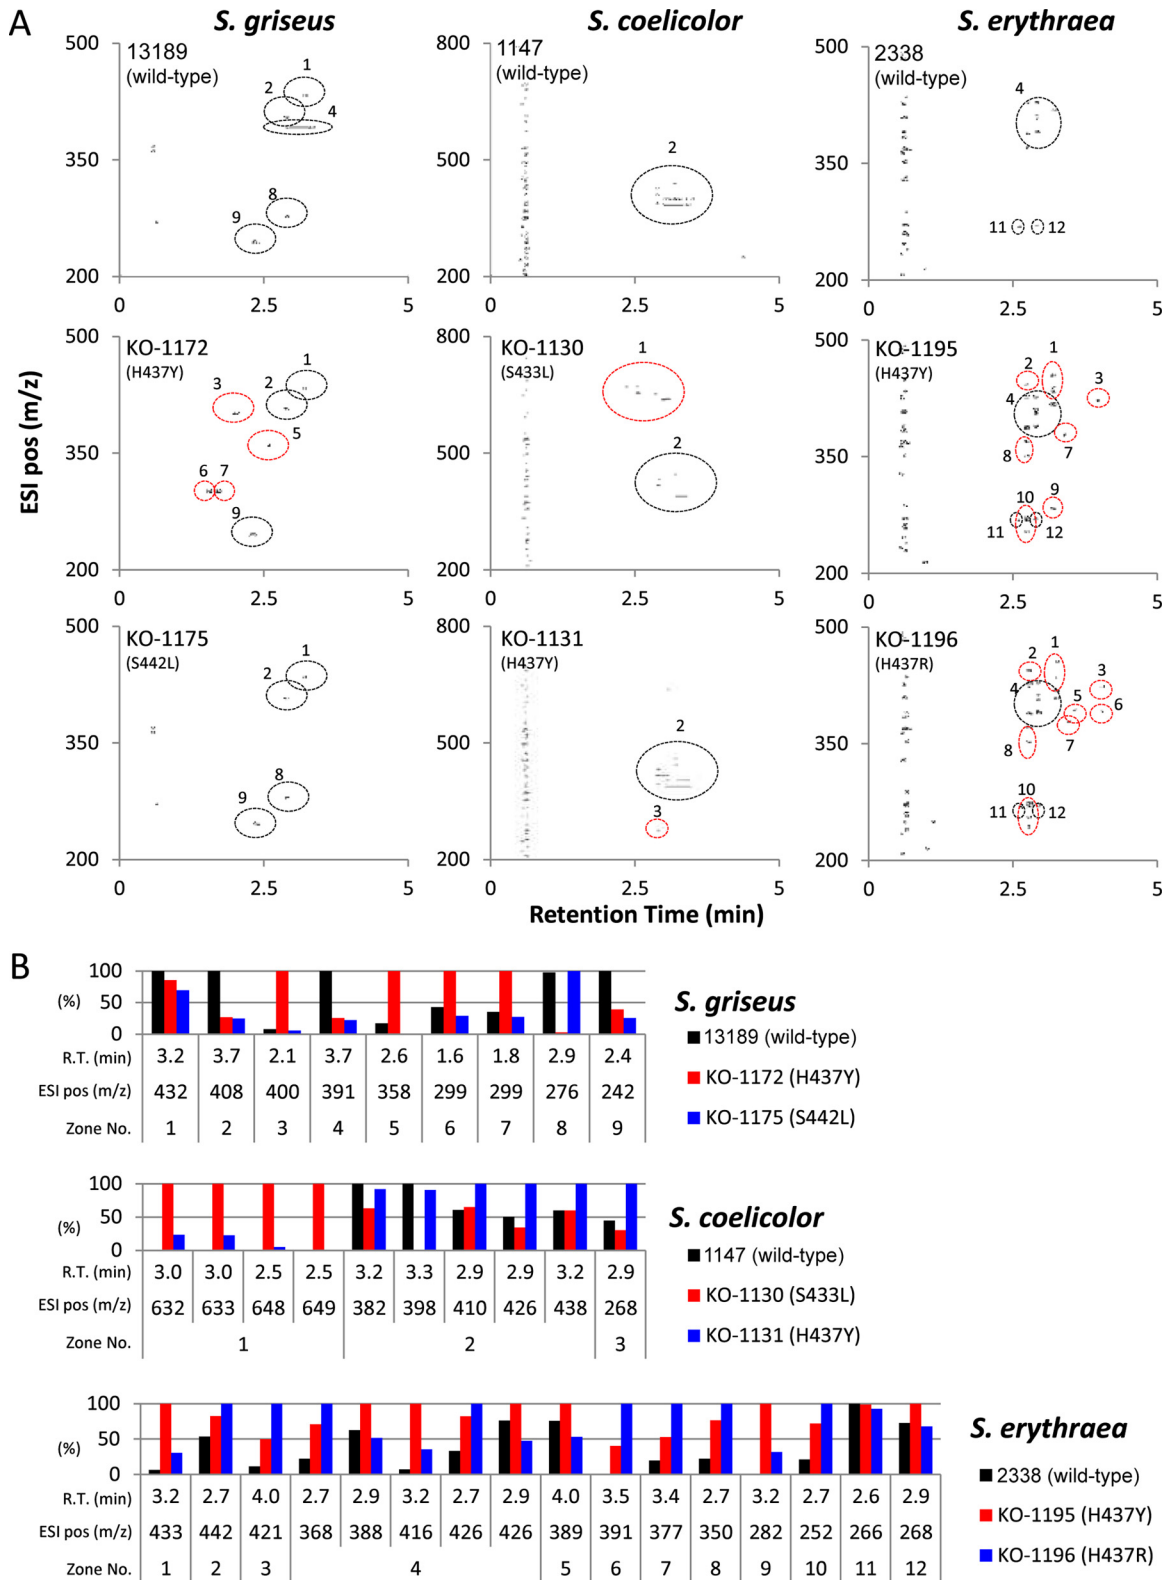 A
S. griseus
S. coelicolor
S. erythraea
ESI pos (m/z)
500
350
200
0
2.5
5
13189
(wild-type)
1
2
4
8
9
800
500
200
0
2.5
5
1147
(wild-type)
2
500
350
200
0
2.5
5
2338
(wild-type)
4
11
12
500
350
200
0
2.5
5
KO-1172
(H437Y)
1
2
3
5
6
7
9
800
500
200
0
2.5
5
KO-1130
(S433L)
1
2
500
350
200
0
2.5
5
KO-1195
(H437Y)
1
2
3
4
7
8
9
10
11
12
500
350
200
0
2.5
5
KO-1175
(S442L)
1
2
8
9
800
500
200
0
2.5
5
KO-1131
(H437Y)
2
3
500
350
200
0
2.5
5
KO-1196
(H437R)
1
2
3
4
5
6
7
8
10
11
12
Retention Time (min)
B
100
(%) 50
0
R.T. (min) 3.2 3.7 2.1 3.7 2.6 1.6 1.8 2.9 2.4
ESI pos (m/z) 432 408 400 391 358 299 299 276 242
Zone No. 1 2 3 4 5 6 7 8 9
S. griseus
13189 (wild-type)
KO-1172 (H437Y)
KO-1175 (S442L)
100
(%) 50
0
R.T. (min) 3.0 3.0 2.5 2.5 3.2 3.3 2.9 2.9 3.2 2.9
ESI pos (m/z) 632 633 648 649 382 398 410 426 438 268
Zone No. 1 2 3
S. coelicolor
1147 (wild-type)
KO-1130 (S433L)
KO-1131 (H437Y)
100
(%) 50
0
R.T. (min) 3.2 2.7 4.0 2.7 2.9 3.2 2.7 2.9 4.0 3.5 3.4 2.7 3.2 2.7 2.6 2.9
ESI pos (m/z) 433 442 421 368 388 416 426 426 389 391 377 350 282 252 266 268
Zone No. 1 2 3 4 5 6 7 8 9 10 11 12
S. erythraea
2338 (wild-type)
KO-1195 (H437Y)
KO-1196 (H437R)